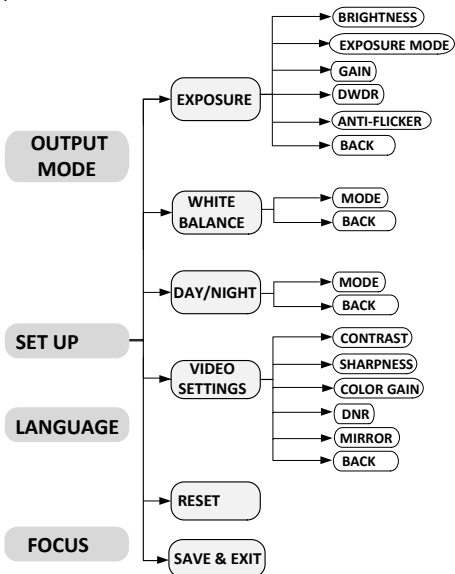 OUTPUT
MODE
SET UP
LANGUAGE
FOCUS
EXPOSURE
BRIGHTNESS
EXPOSURE MODE
GAIN
DWDR
ANTI-FLICKER
BACK
WHITE
BALANCE
MODE
BACK
DAY/NIGHT
MODE
BACK
VIDEO
SETTINGS
CONTRAST
SHARPNESS
COLOR GAIN
DNR
MIRROR
BACK
RESET
SAVE & EXIT